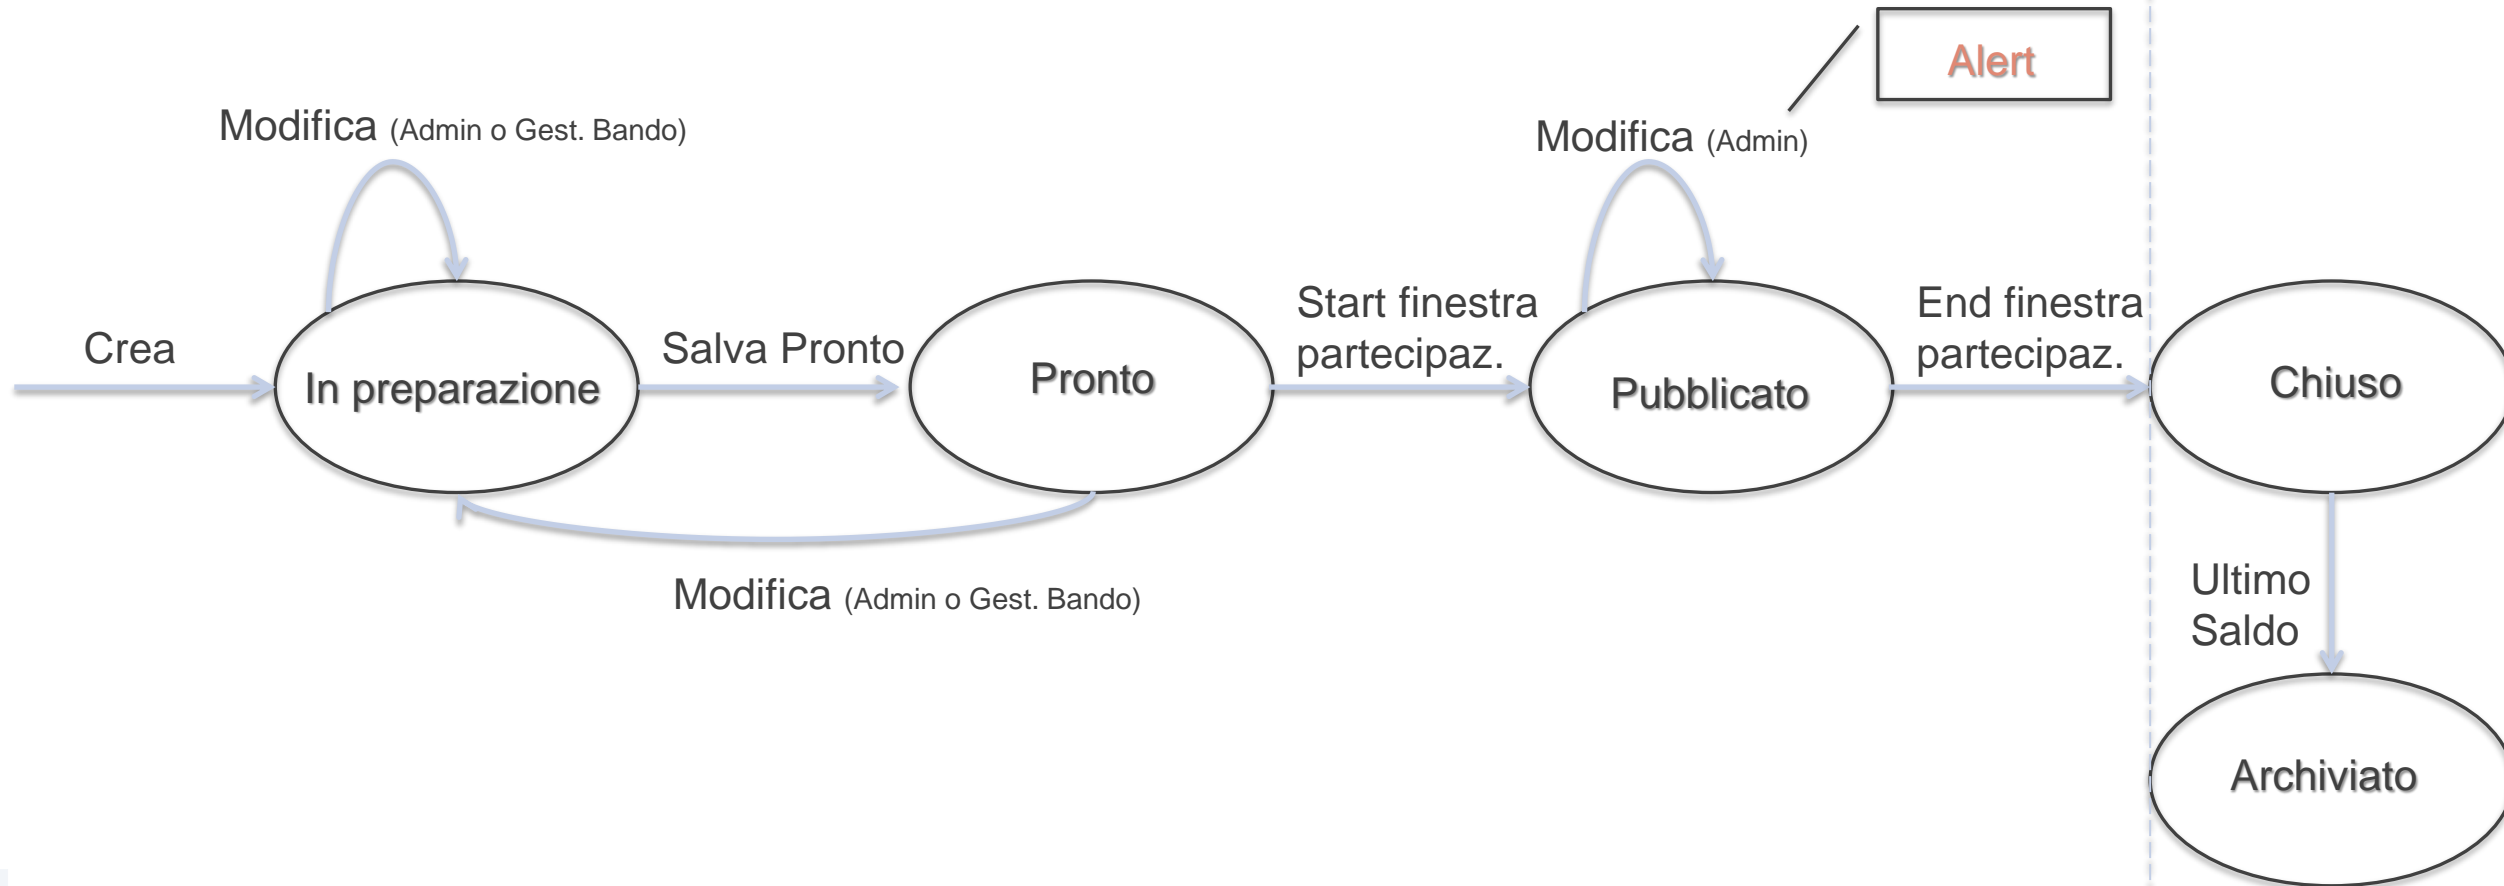 Alert
Modifica (Admin o Gest. Bando)
Modifica (Admin)
Crea
In preparazione
Salva Pronto
Pronto
Start finestra
partecipaz.
Pubblicato
End finestra
partecipaz.
Chiuso
Modifica (Admin o Gest. Bando)
Ultimo
Saldo
Archiviato